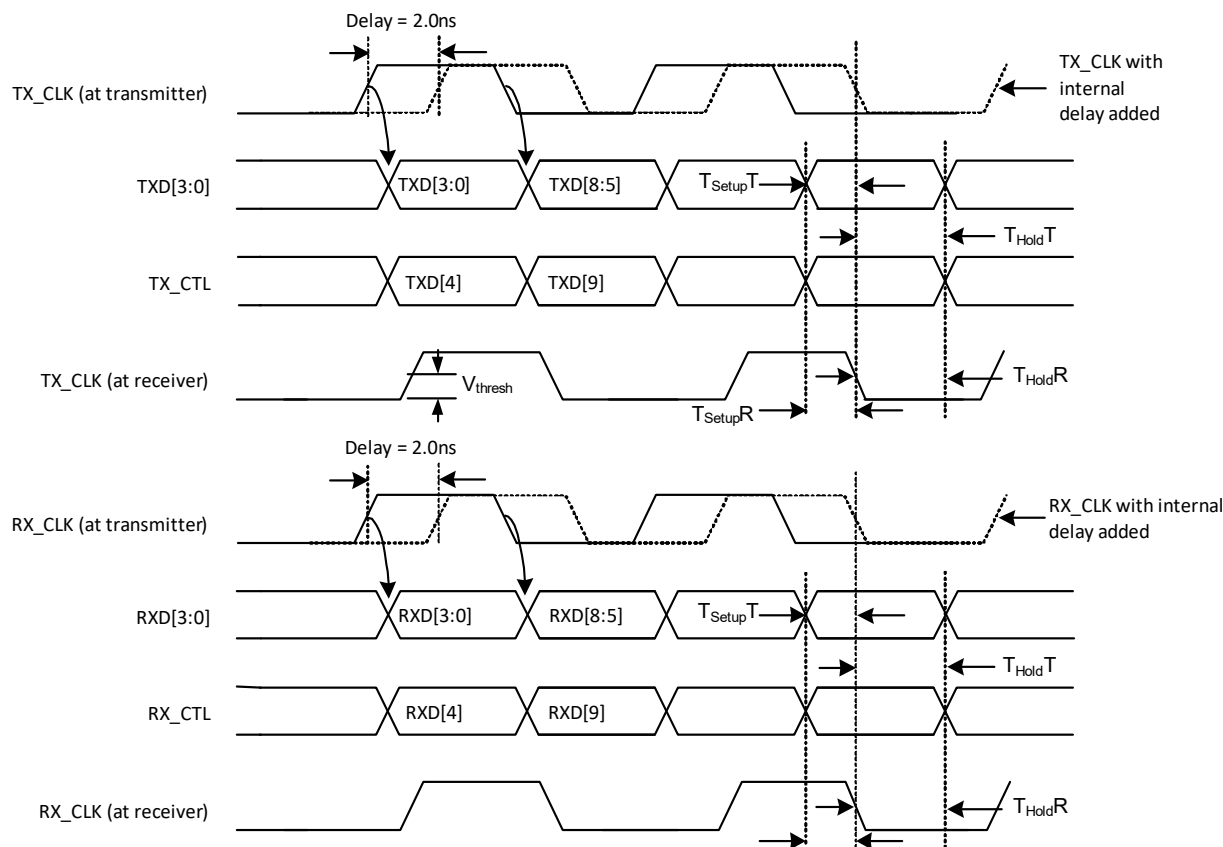 Delay = 2.0ns
TX_CLK (at transmitter)
TX_CLK with
internal
delay added
TXD[3:0]
TXD[3:0]
TXD[8:5]
TSetupT
THoldT
TX_CTL
TXD[4]
TXD[9]
TX_CLK (at receiver)
Vthresh
THoldR
TSetupR
Delay = 2.0ns
RX_CLK (at transmitter)
RX_CLK with internal
delay added
RXD[3:0]
RXD[3:0]
RXD[8:5]
TSetupT
THoldT
RX_CTL
RXD[4]
RXD[9]
RX_CLK (at receiver)
THoldR